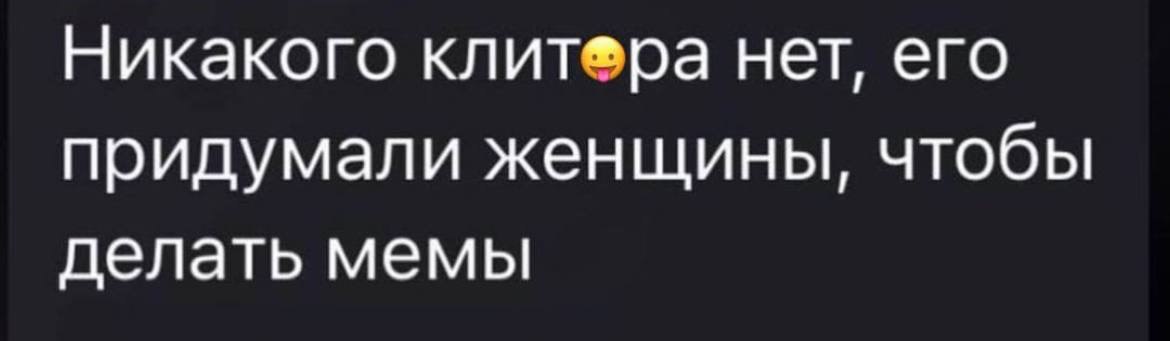 Никакого клит😛ра нет, его
придумали женщины, чтобы
делать мемы